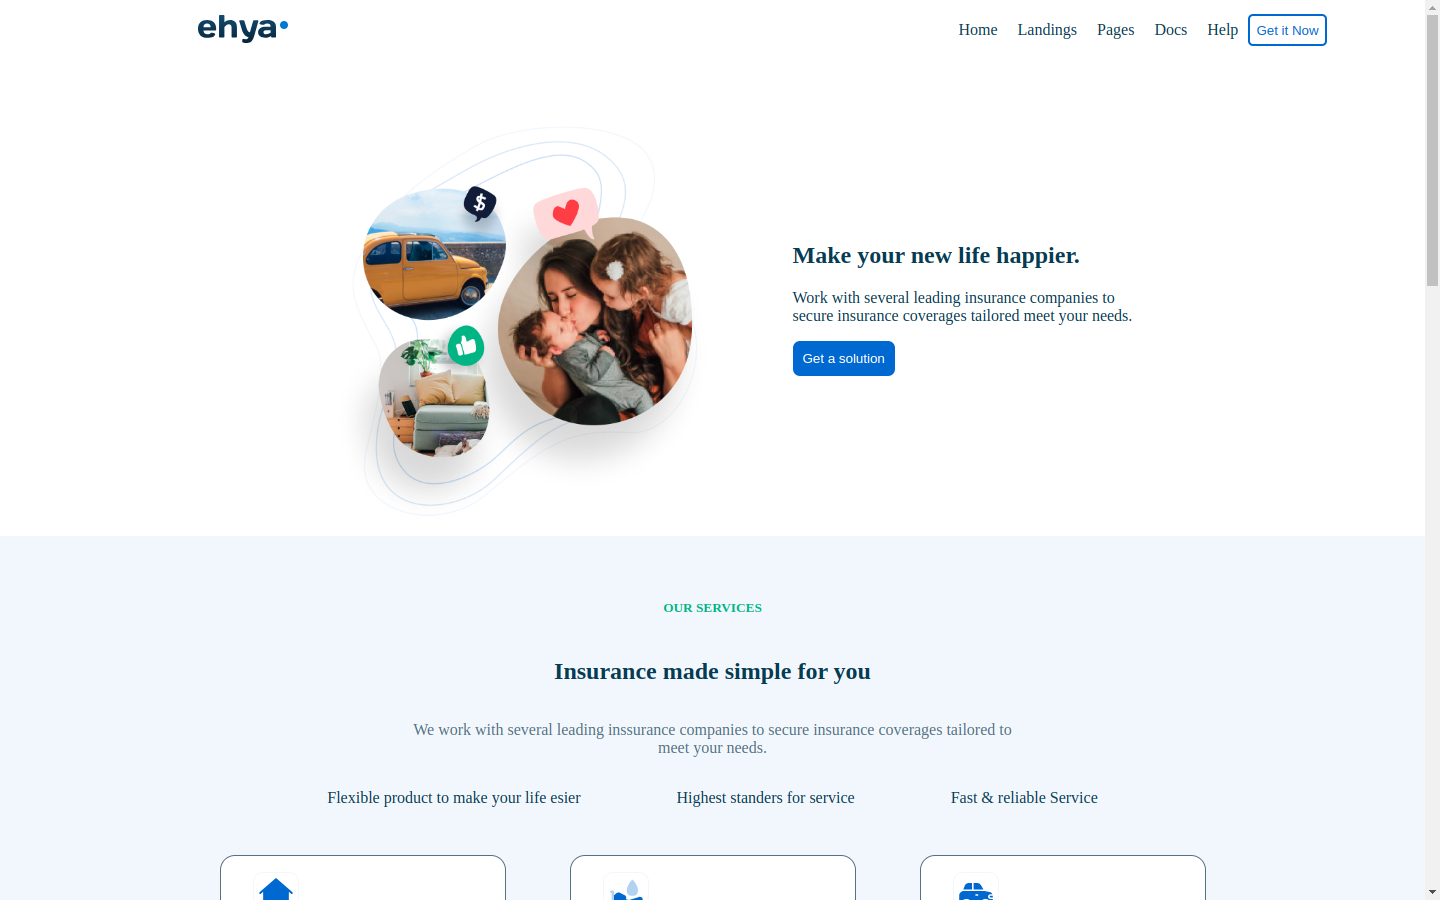 ehya
Home Landings Pages Docs Help Get it Now
$
Make your new life happier.
Work with several leading insurance companies to
secure insurance coverages tailored meet your needs.
Get a solution
OUR SERVICES
Insurance made simple for you
We work with several leading inssurance companies to secure insurance coverages tailored to
meet your needs.
Flexible product to make your life esier
Highest standers for service
Fast & reliable Service